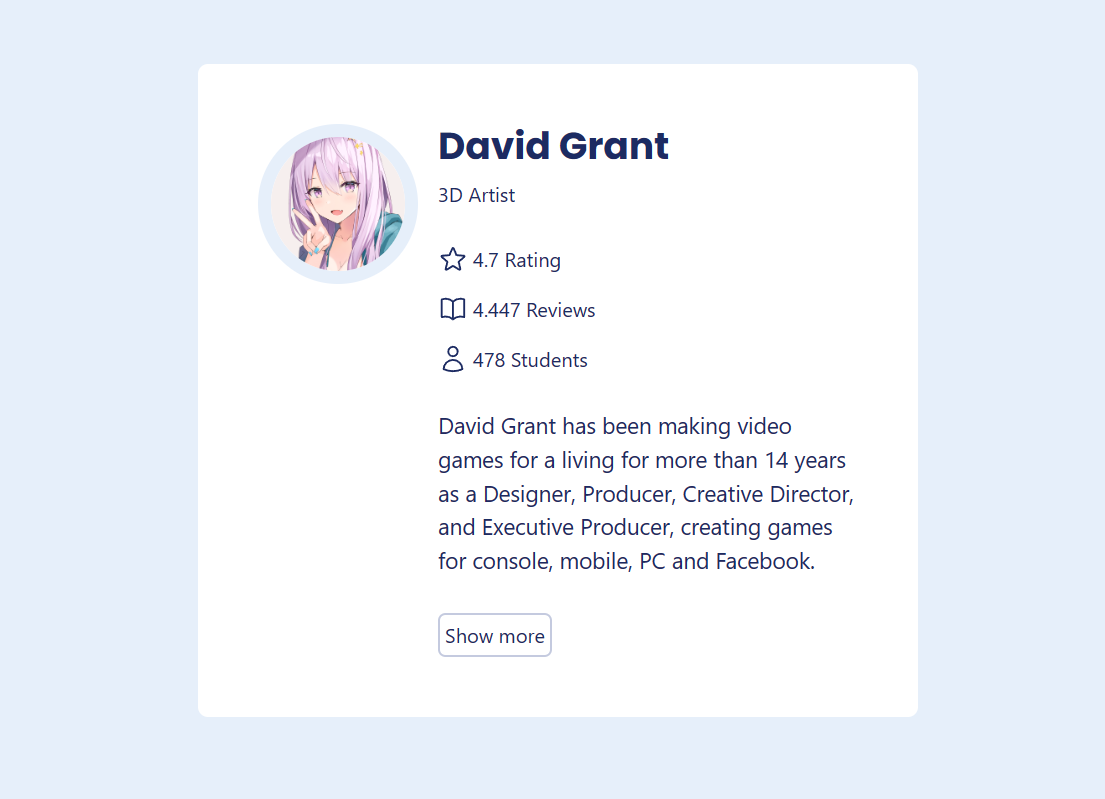 David Grant
3D Artist
4.7 Rating
4.447 Reviews
478 Students
David Grant has been making video
games for a living for more than 14 years
as a Designer, Producer, Creative Director,
and Executive Producer, creating games
for console, mobile, PC and Facebook.
Show more